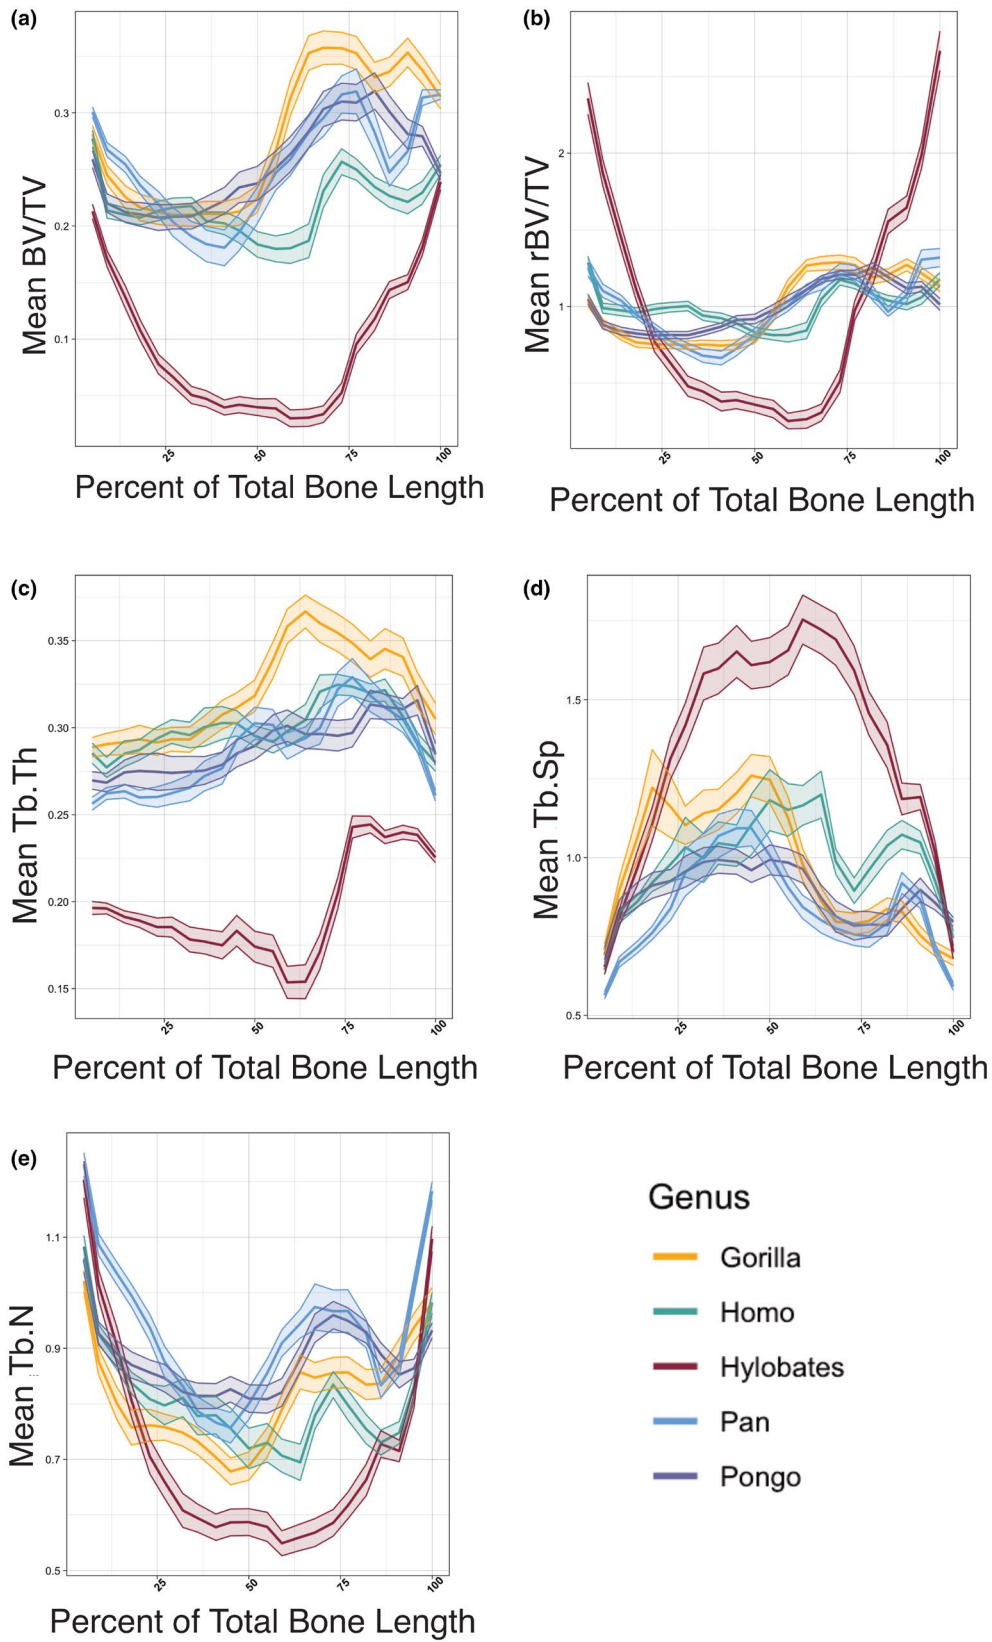 (a)
Mean BV/TV
0.3
0.2
0.1
25
50
75
100
Percent of Total Bone Length
(b)
Mean rBV/TV
2
1
25
50
75
100
Percent of Total Bone Length
(c)
Mean Tb.Th
0.35
0.30
0.25
0.20
0.15
25
50
75
100
Percent of Total Bone Length
(d)
Mean Tb.Sp
1.5
1.0
0.5
25
50
75
100
Percent of Total Bone Length
(e)
Mean Tb.N
1.1
0.9
0.7
0.5
25
50
75
100
Percent of Total Bone Length
Genus
Gorilla
Homo
Hylobates
Pan
Pongo